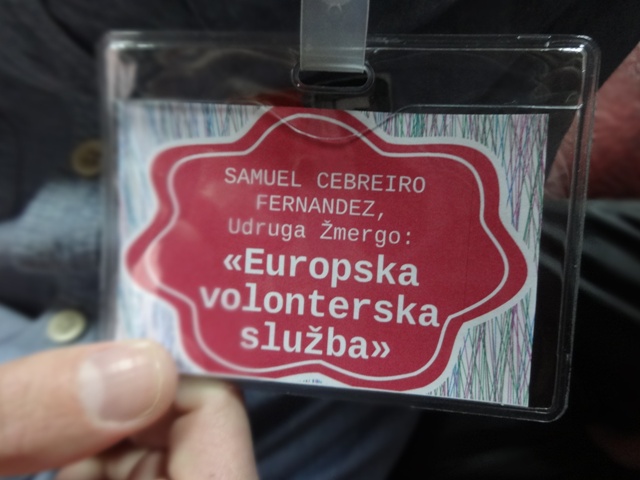 SAMUEL CEBREIRO
FERNANDEZ,
Udruga Žmergo:
«Europska
volonterska
služba»